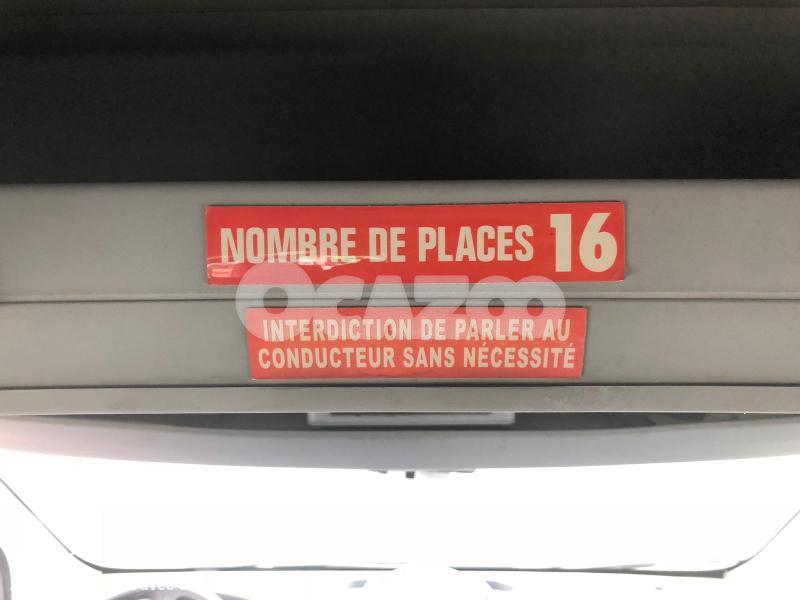 NOMBRE DE PLACES 16
OCAZOO
INTERDICTION DE PARLER AU
CONDUCTEUR SANS NÉCESSITÉ